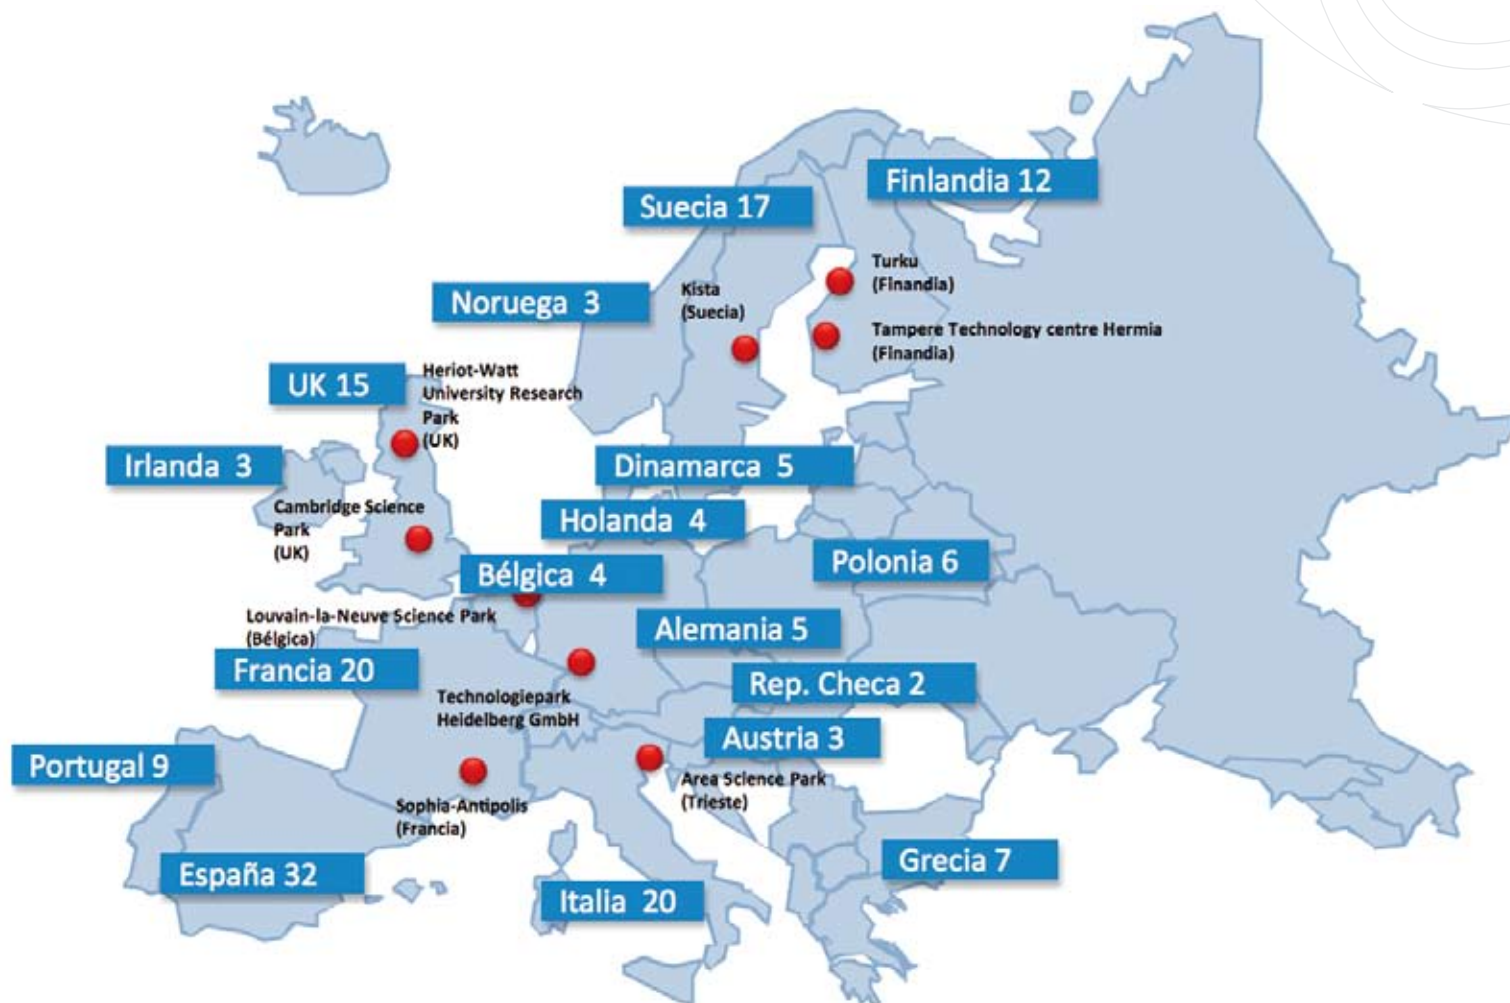 Finlandia 12
Suecia 17
Turku
(Finandia)
Kista
(Suecia)
Noruega 3
Tampere Technology centre Hermia
(Finandia)
UK 15
Heriot-Watt
University Research
Park
(UK)
Irlanda 3
Dinamarca 5
Cambridge Science
Park
(UK)
Holanda 4
Polonia 6
Bélgica 4
Louvain-la-Neuve Science Park
(Bélgica)
Alemania 5
Francia 20
Rep. Checa 2
Technologiepark
Heidelberg GmbH
Austria 3
Portugal 9
Area Science Park
(Trieste)
Sophia-Antipolis
(Francia)
España 32
Grecia 7
Italia 20